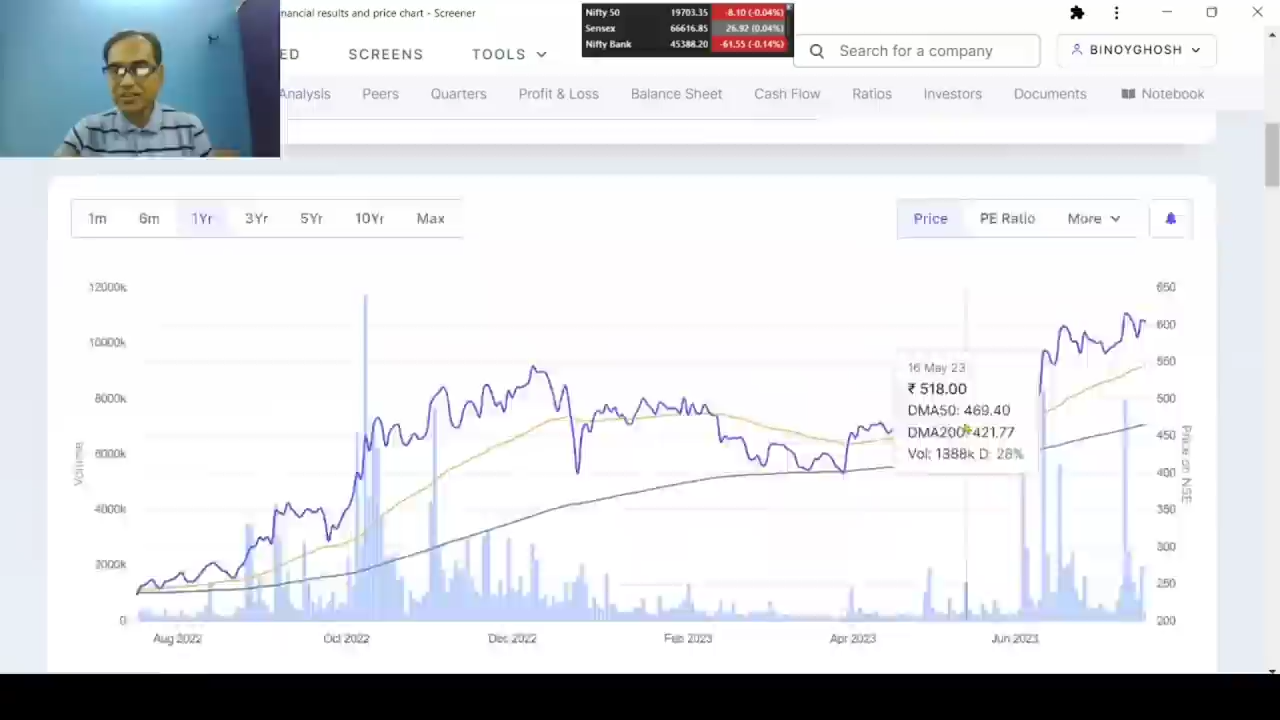 nancial results and price chart - Screener
Nifty 50 19703.35 -8.10 (-0.04%)
Sensex 66616.85 26.92 (0.04%)
Nifty Bank 45388.20 -61.55 (-0.14%)
ED SCREENS TOOLS Search for a company BINOYGHOSH
Analysis Peers Quarters Profit & Loss Balance Sheet Cash Flow Ratios Investors Documents Notebook
1m 6m 1Yr 3Yr 5Yr 10Yr Max Price PE Ratio More
12000k 650
600
10000k
550
8000k 500
450
6000k
400
4000k 350
300
2000k
250
0 200
Volume
Price on NSE
16 May 23
₹ 518.00
DMA50: 469.40
DMA200: 421.77
Vol: 1388k D: 28%
Aug 2022 Oct 2022 Dec 2022 Feb 2023 Apr 2023 Jun 2023